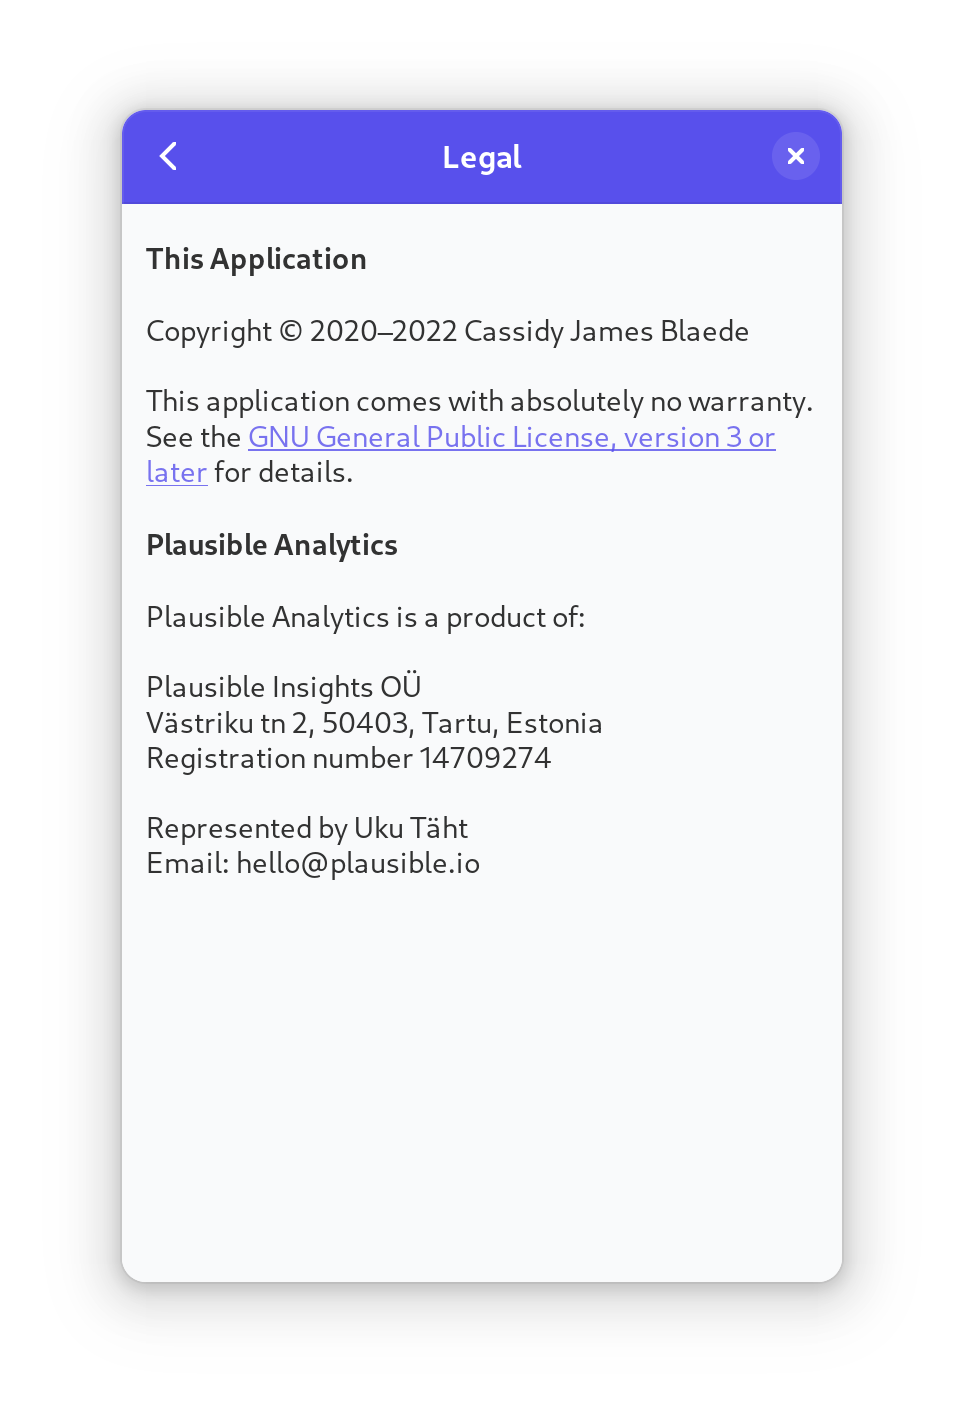 Legal
This Application
Copyright © 2020–2022 Cassidy James Blaede
This application comes with absolutely no warranty.
See the GNU General Public License, version 3 or
later for details.
Plausible Analytics
Plausible Analytics is a product of:
Plausible Insights OÜ
Västriku tn 2, 50403, Tartu, Estonia
Registration number 14709274
Represented by Uku Täht
Email: hello@plausible.io